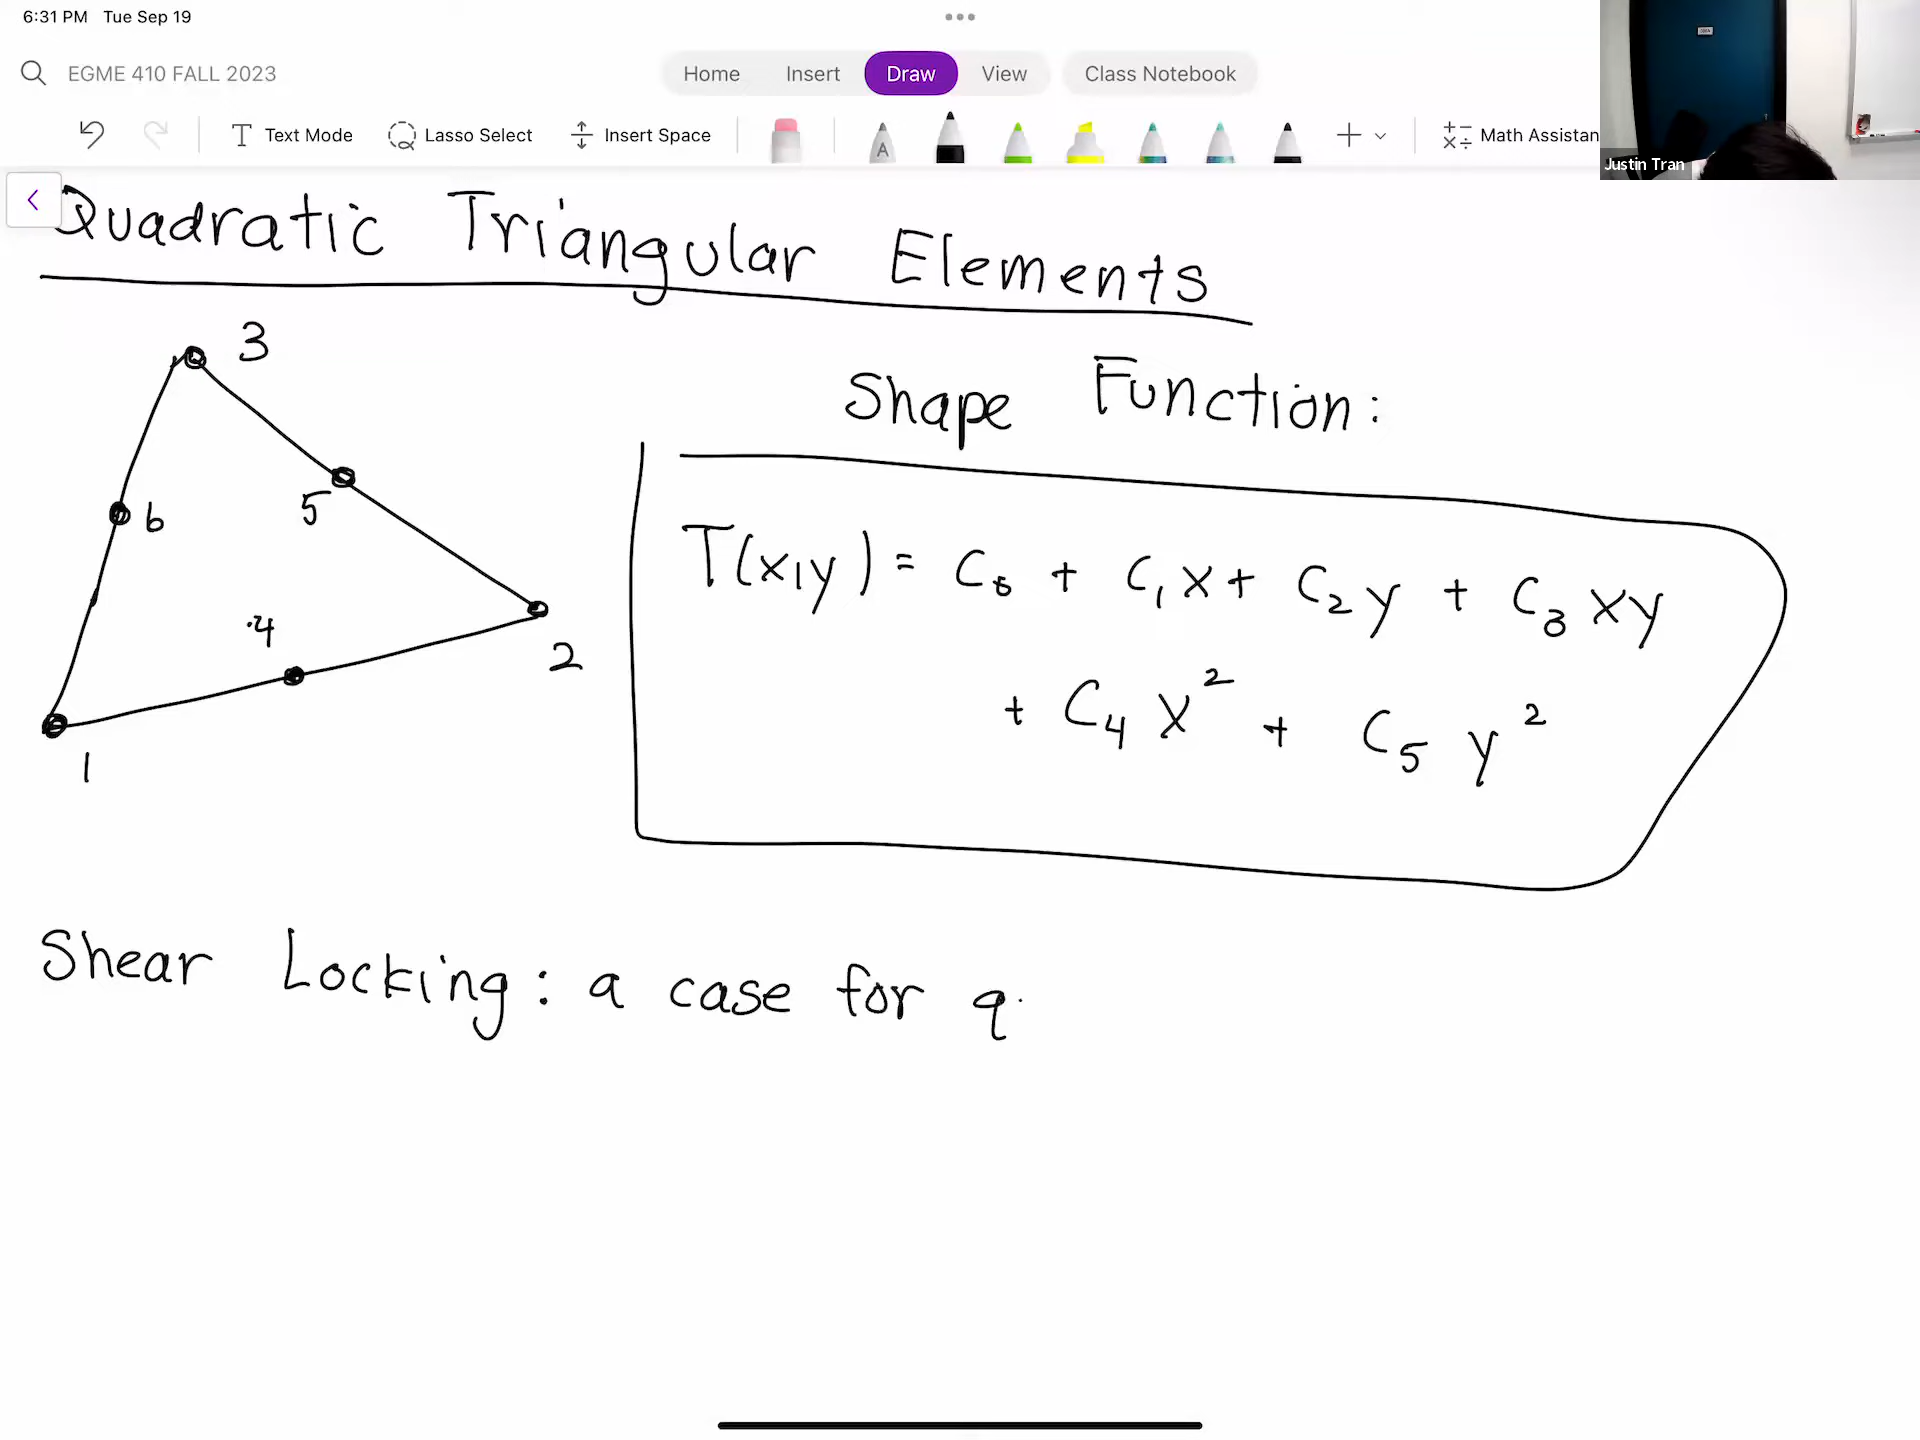 6:31 PM Tue Sep 19
EGME 410 FALL 2023
Home Insert Draw View Class Notebook
Text Mode Lasso Select Insert Space A Math Assistan
Justin Tran
Quadratic Triangular Elements
3
Shape Function:
5
6
T(x,y) = C₀ + C₁x + C₂y + C₃xy
4
2
+ C₄x² + C₅y²
1
Shear Locking: a case for q